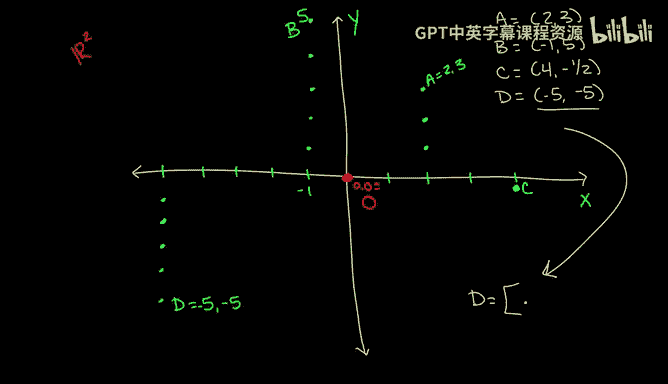 ℝ²
B 5
Y
A = (2,3)
GPT中英字幕课程资源 bilibili
B = (-1, 5)
C = (4, -1/2)
D = (-5, -5)
A=2,3
-1
0.0=
O
C
X
D=-5,-5
D= [ .